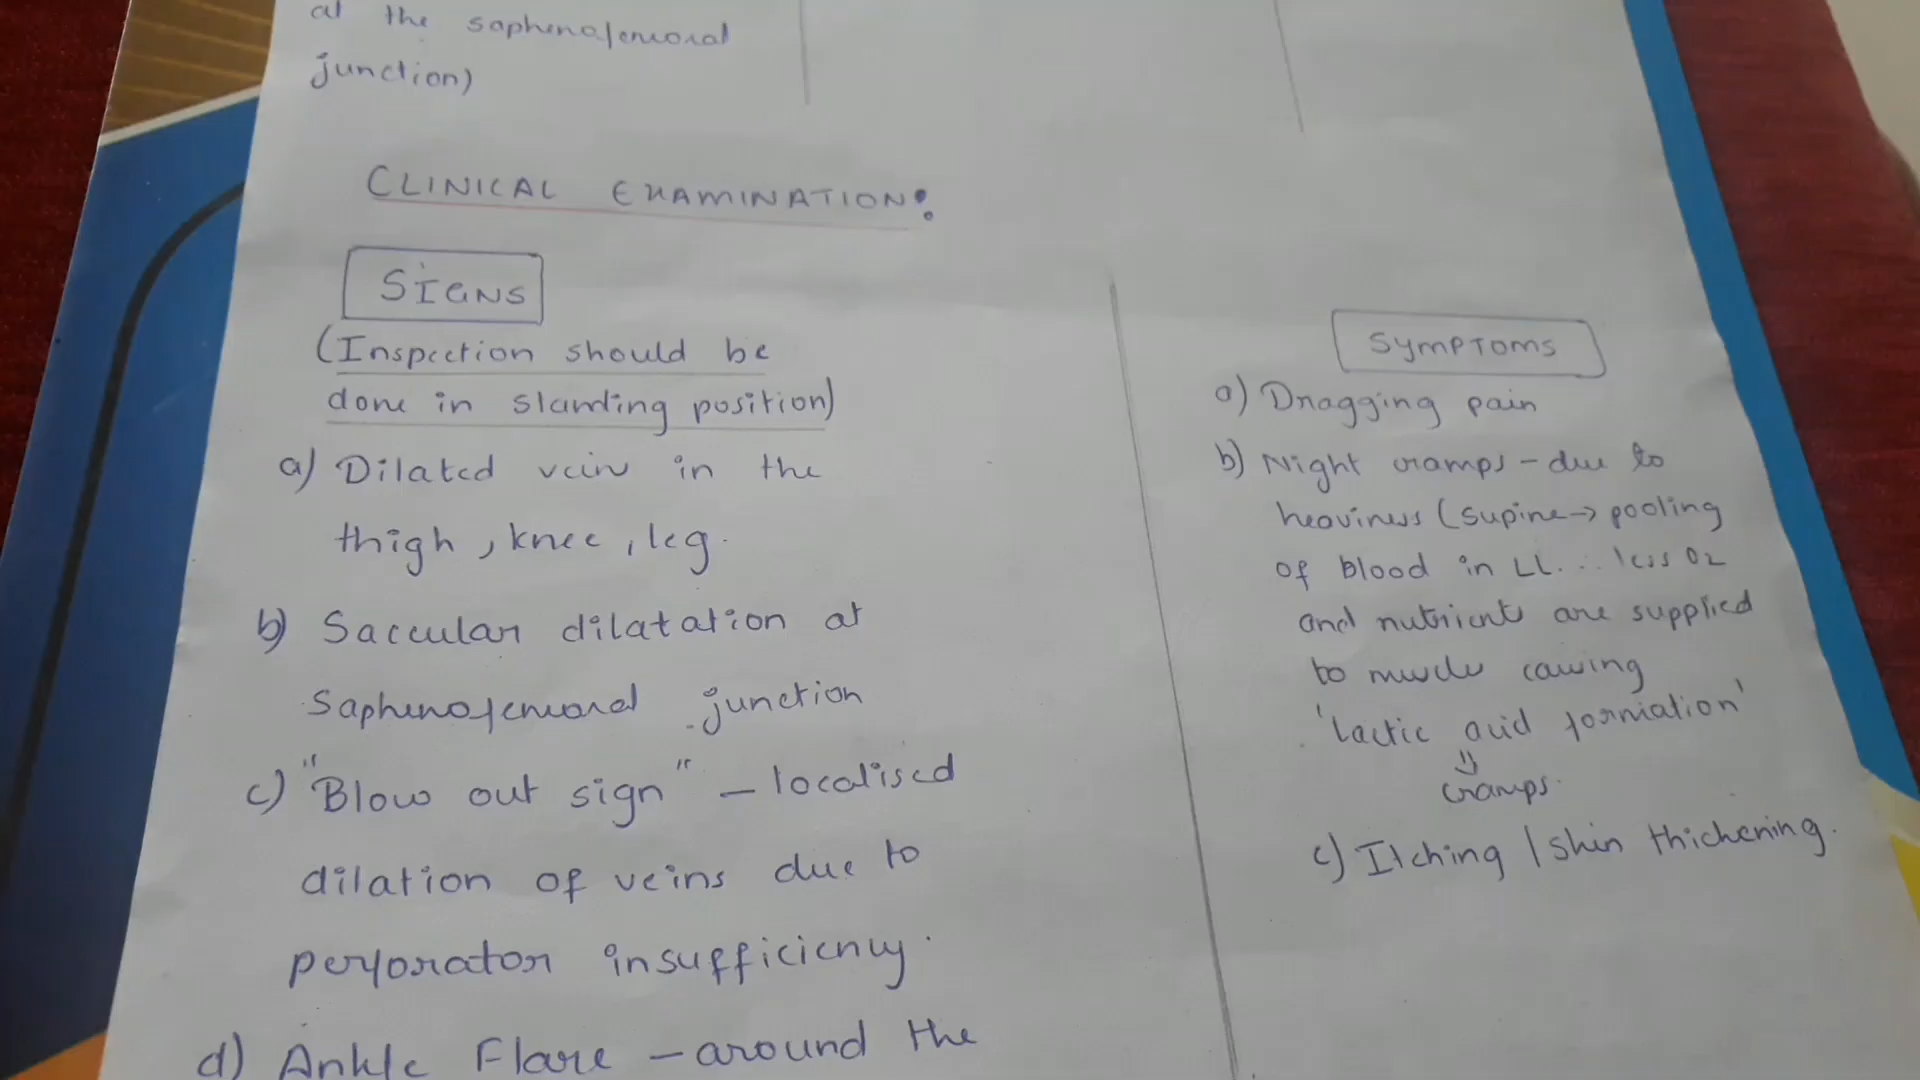 at the saphenofemoral
junction)
CLINICAL EXAMINATION:
SIGNS
(Inspection should be
done in standing position)
a) Dilated vein in the
thigh, knee, leg.
b) Saccular dilatation at
Saphenofemoral junction
c) "Blow out sign" - localised
dilation of veins due to
perforator insufficiency.
d) Ankle Flare - around the
SYMPTOMS
a) Dragging pain
b) Night cramps - due to
heaviness (supine → pooling
of blood in LL... less O2
and nutrients are supplied
to muscle causing
'lactic acid formation'
⇓
cramps.
c) Itching / skin thickening.